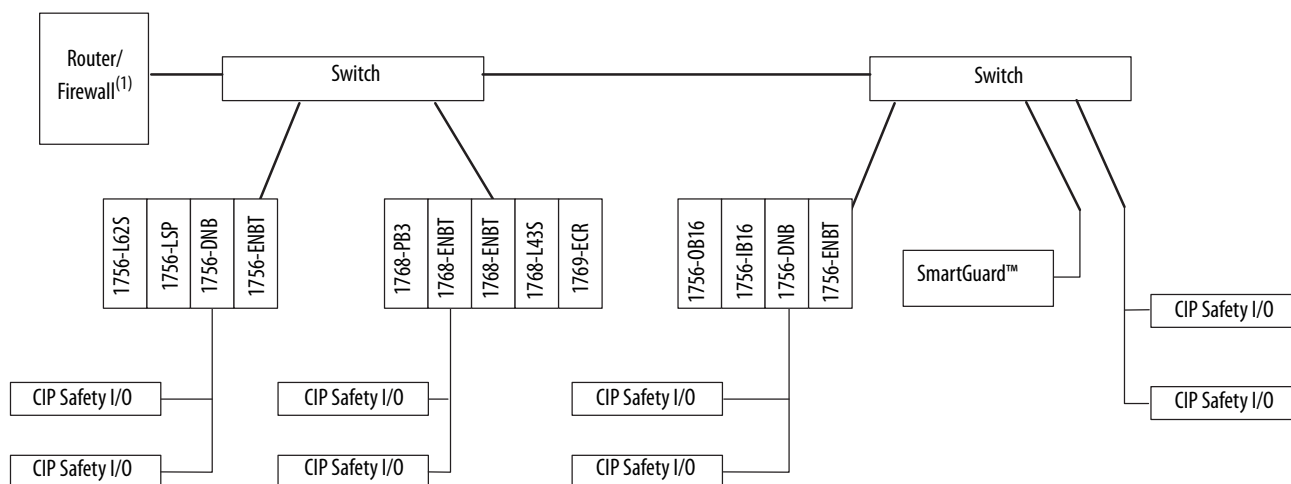 Router/
Firewall(1)
Switch
Switch
1756-L62S
1756-LSP
1756-DNB
1756-ENBT
1768-PB3
1768-ENBT
1768-ENBT
1768-L43S
1769-ECR
1756-OB16
1756-IB16
1756-DNB
1756-ENBT
SmartGuard™
CIP Safety I/O
CIP Safety I/O
CIP Safety I/O
CIP Safety I/O
CIP Safety I/O
CIP Safety I/O
CIP Safety I/O
CIP Safety I/O